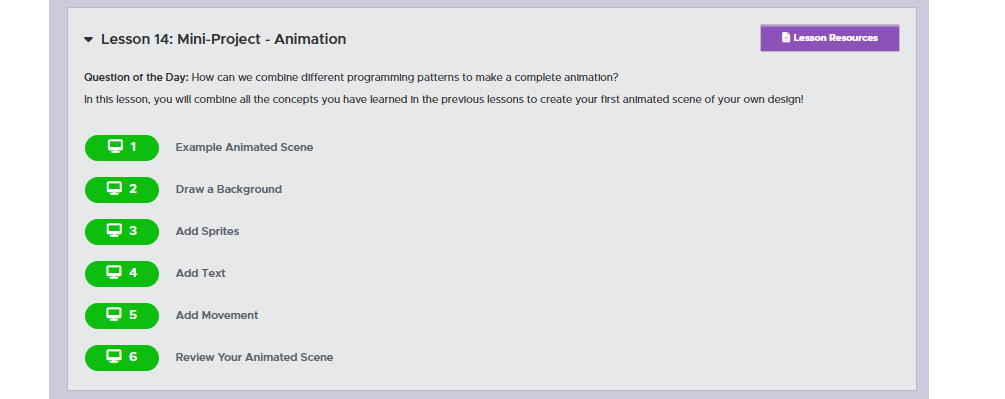 Lesson 14: Mini-Project - Animation
Lesson Resources
Question of the Day: How can we combine different programming patterns to make a complete animation?
In this lesson, you will combine all the concepts you have learned in the previous lessons to create your first animated scene of your own design!
1 Example Animated Scene
2 Draw a Background
3 Add Sprites
4 Add Text
5 Add Movement
6 Review Your Animated Scene